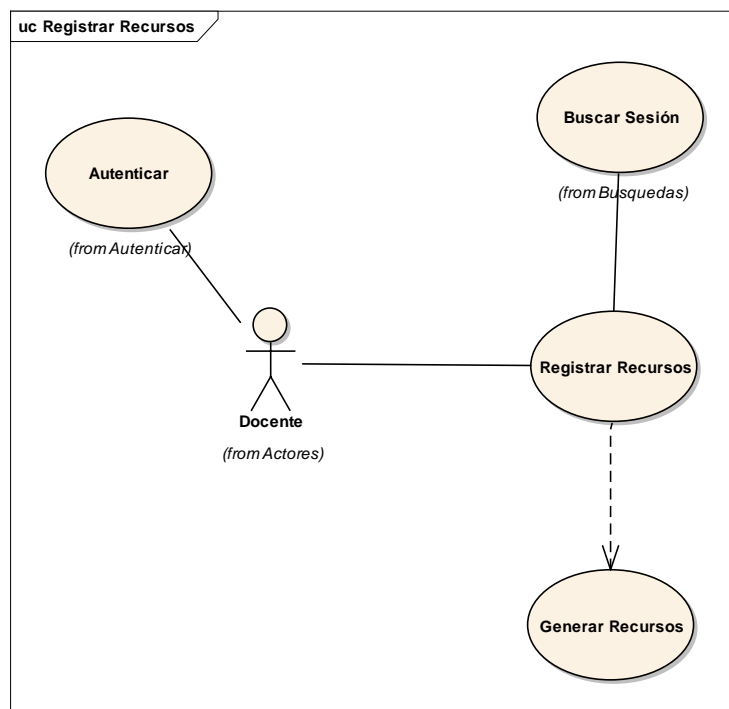 uc Registrar Recursos
Buscar Sesión
(from Busquedas)
Autenticar
(from Autenticar)
Registrar Recursos
Docente
(from Actores)
Generar Recursos